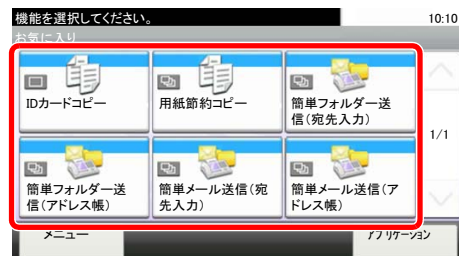 機能を選択してください。
10:10
お気に入り
IDカードコピー
用紙節約コピー
簡単フォルダー送
信(宛先入力)
1/1
簡単フォルダー送
信(アドレス帳)
簡単メール送信(宛
先入力)
簡単メール送信(ア
ドレス帳)
メニュー
アプリケーション